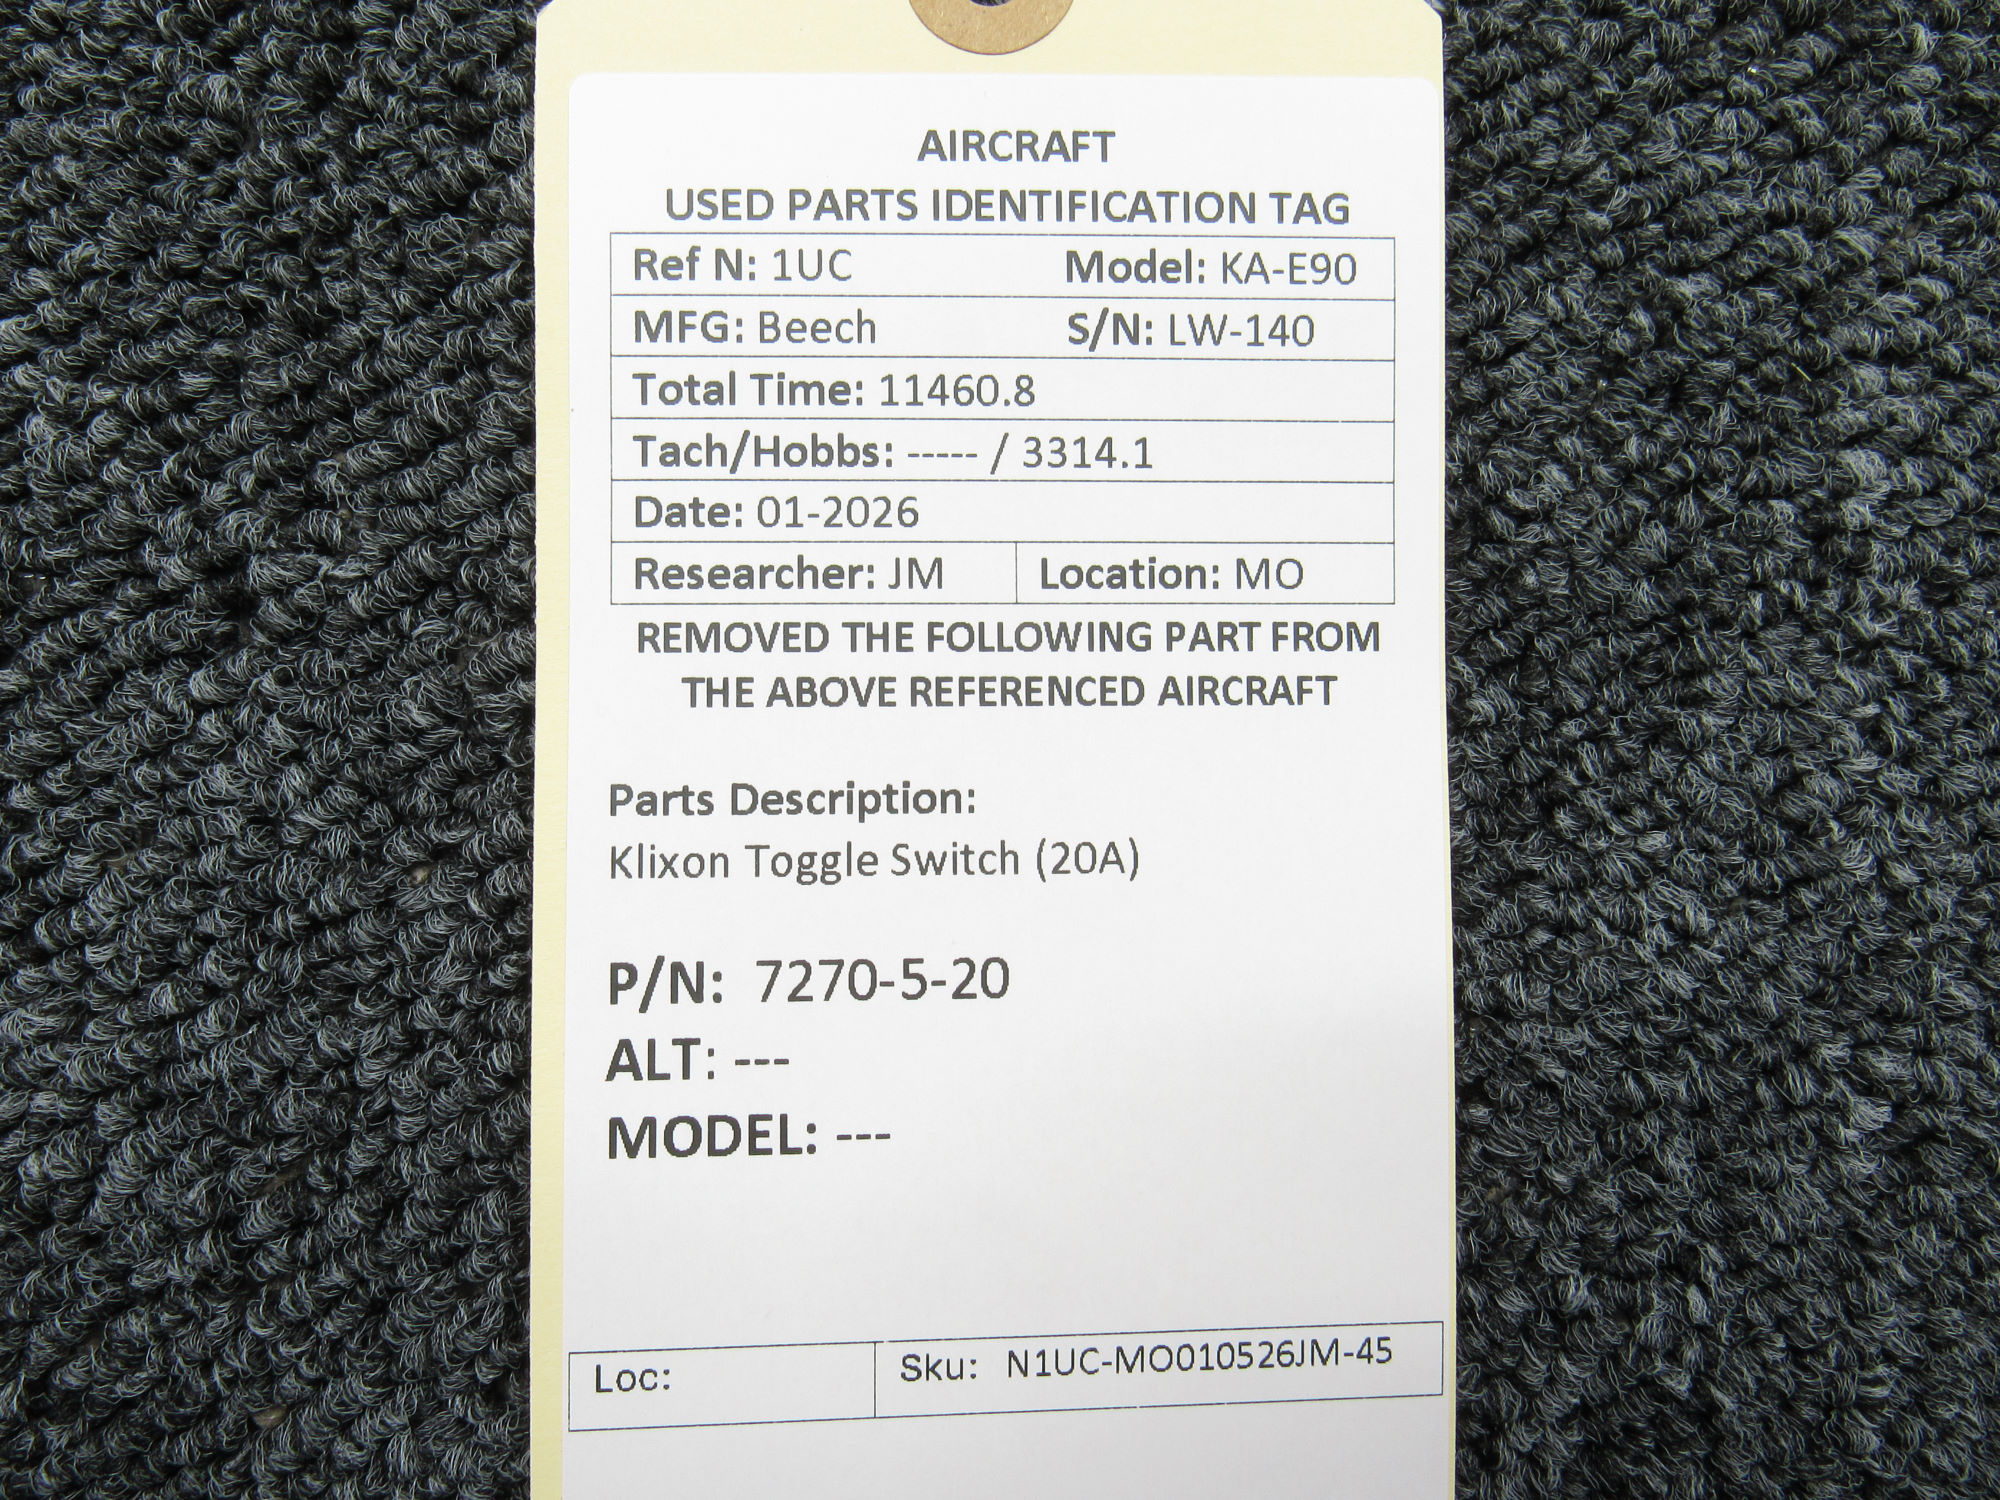 AIRCRAFT
USED PARTS IDENTIFICATION TAG
Ref N: 1UC Model: KA-E90
MFG: Beech S/N: LW-140
Total Time: 11460.8
Tach/Hobbs: ----- / 3314.1
Date: 01-2026
Researcher: JM Location: MO
REMOVED THE FOLLOWING PART FROM
THE ABOVE REFERENCED AIRCRAFT
Parts Description:
Klixon Toggle Switch (20A)
P/N: 7270-5-20
ALT: ---
MODEL: ---
Loc: Sku: N1UC-MO010526JM-45